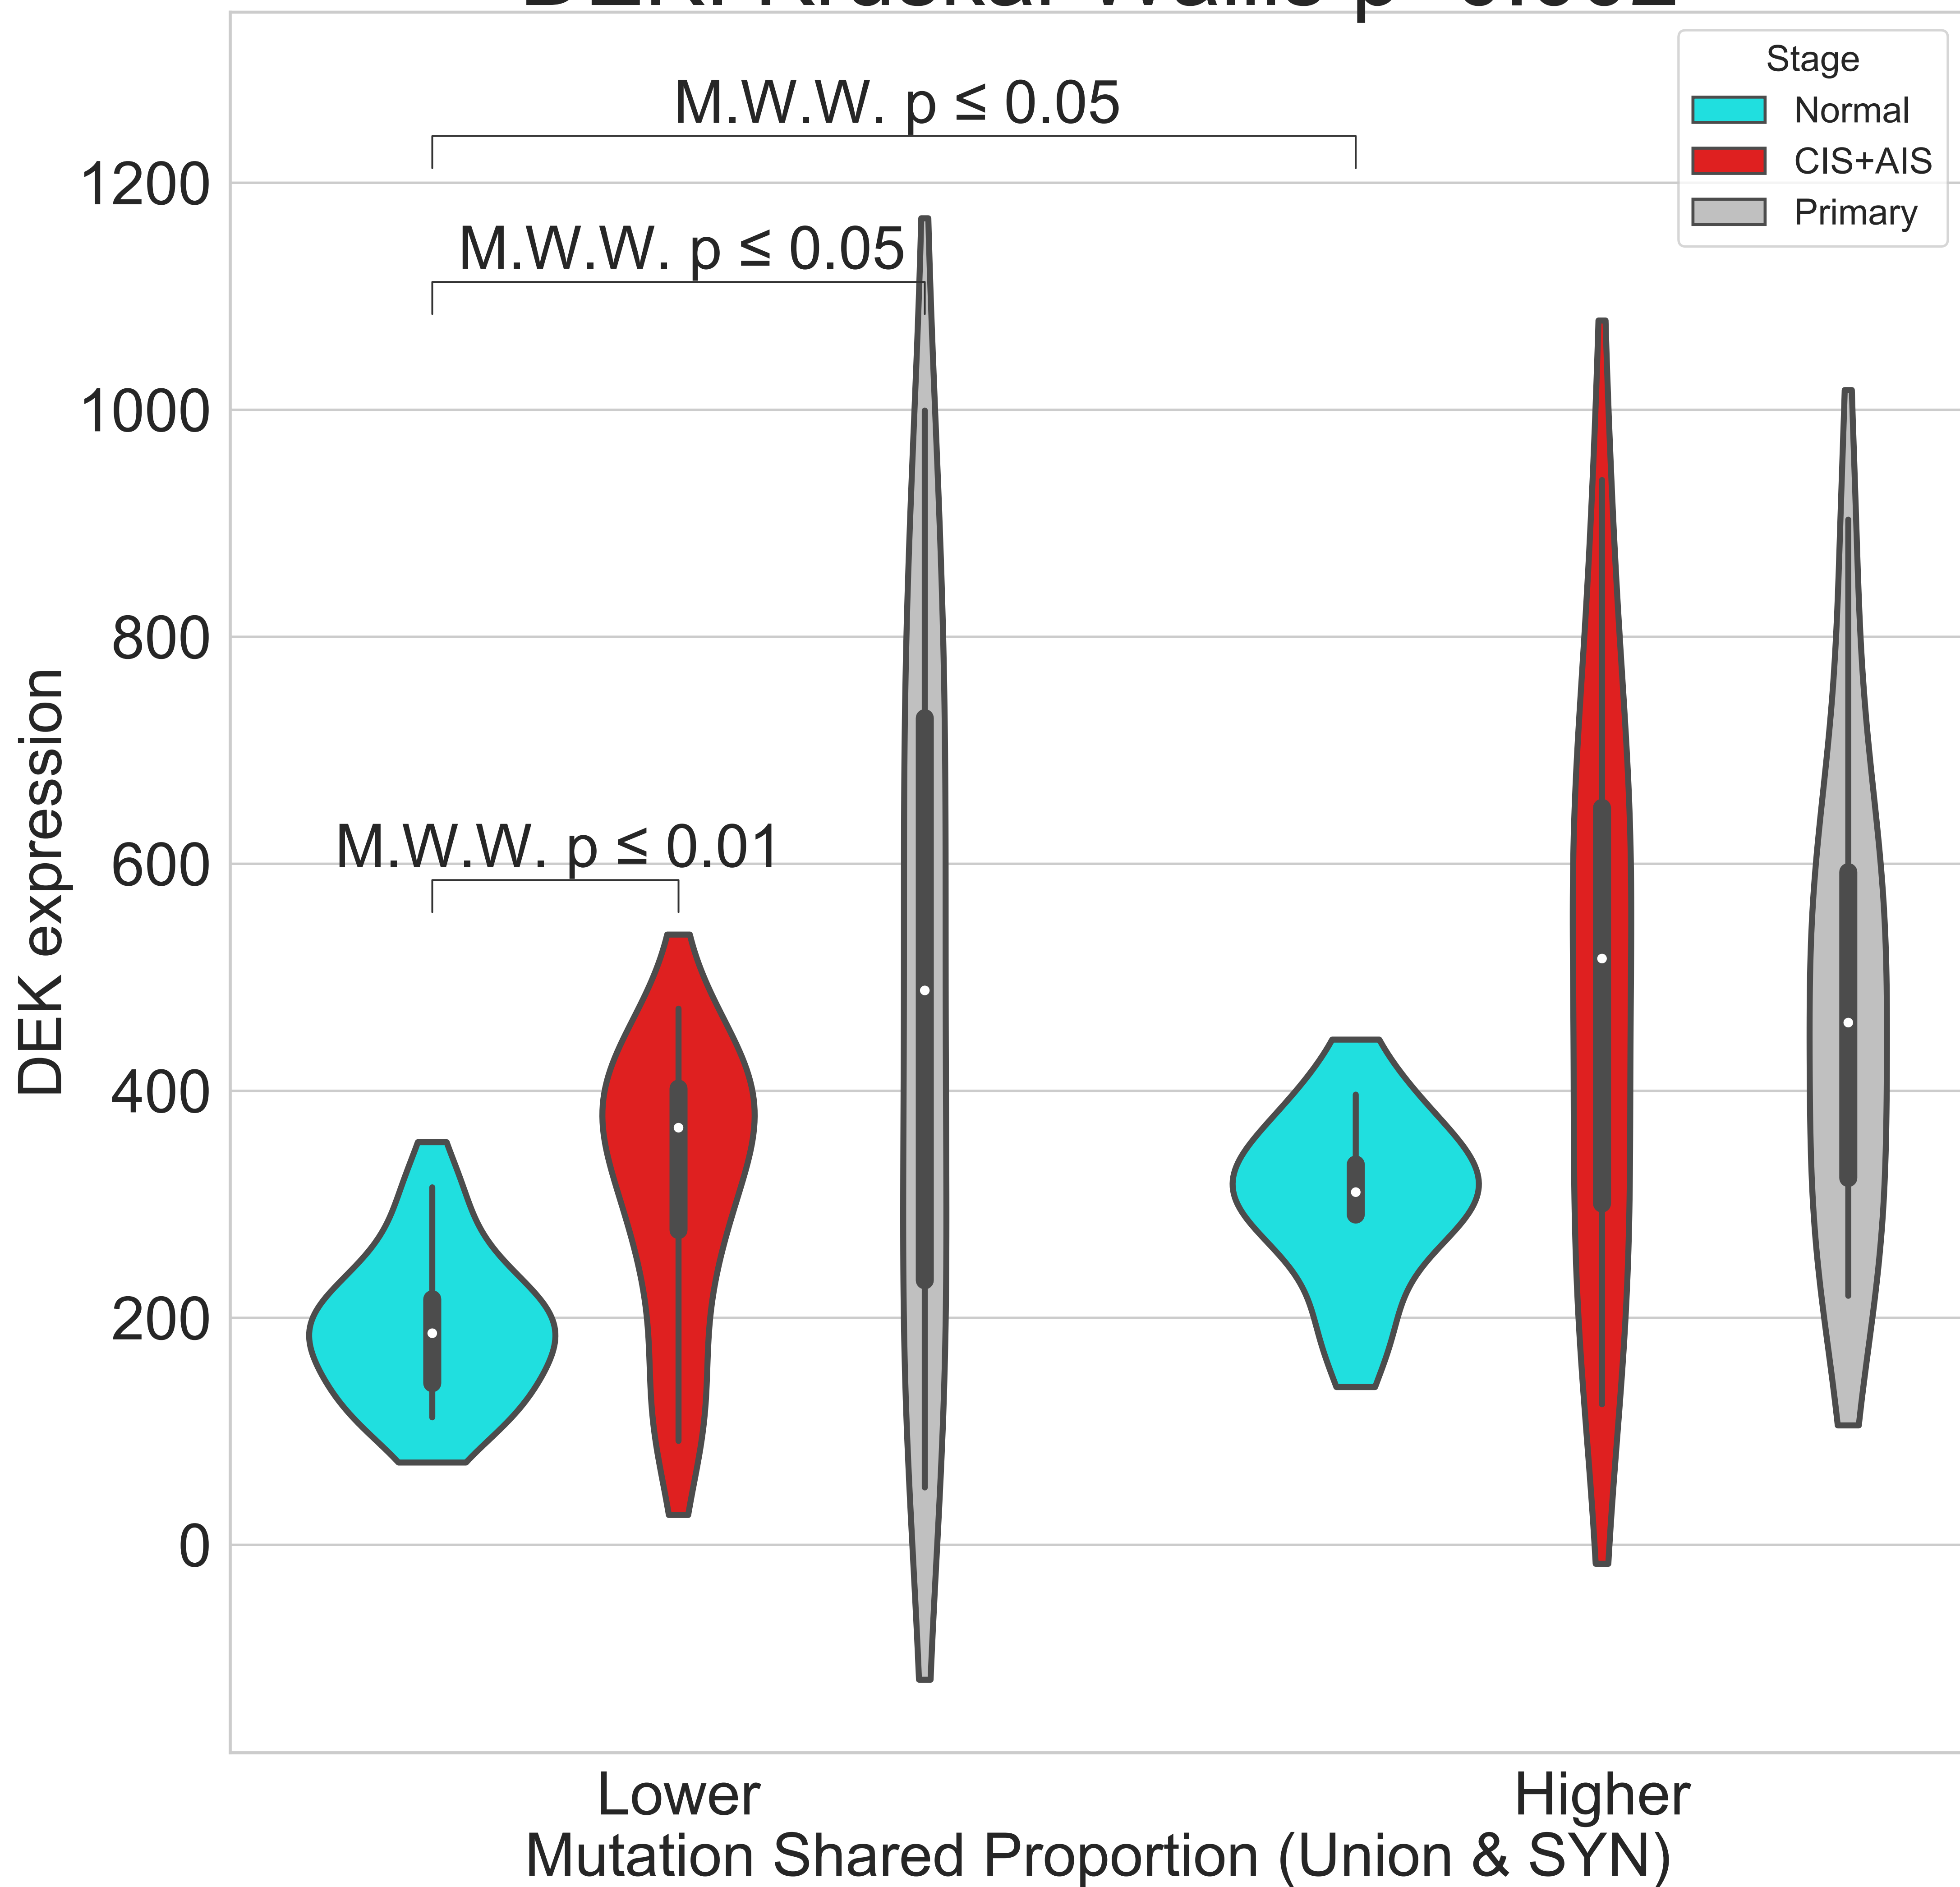 Stage
Normal
CIS+AIS
Primary
M.W.W. p ≤ 0.05
M.W.W. p ≤ 0.05
M.W.W. p ≤ 0.01
1200
1000
800
600
400
200
0
DEK expression
Lower
Higher
Mutation Shared Proportion (Union & SYN)